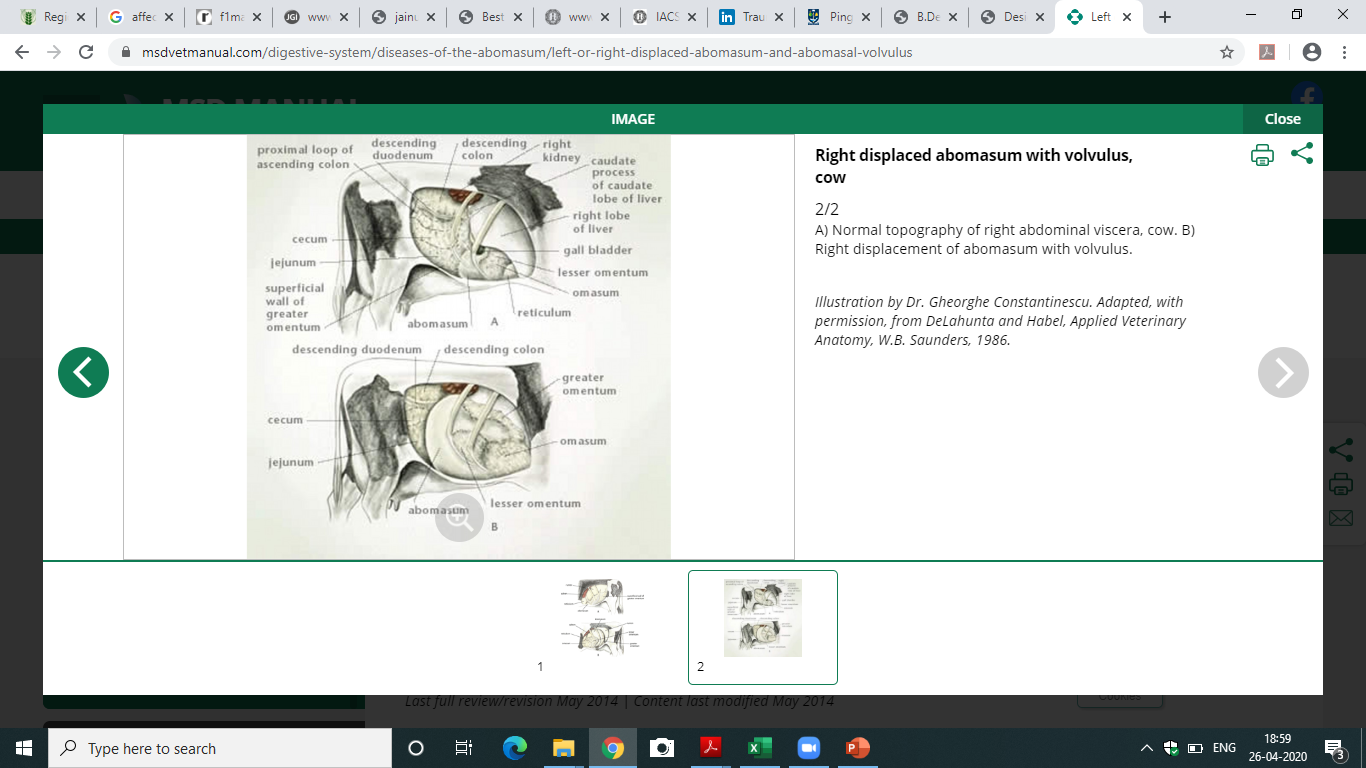 Regi
affec
f1ma
JGI
www
jainu
Best
www
IACS
in
Trau
Ping
B.De
Desi
Left
msdvetmanual.com/digestive-system/diseases-of-the-abomasum/left-or-right-displaced-abomasum-and-abomasal-volvulus
MSD MANUAL
IMAGE
Close
proximal loop of
ascending colon
descending
duodenum
descending
colon
right
kidney
caudate
process
of caudate
lobe of liver
right lobe
of liver
gall bladder
lesser omentum
omasum
reticulum
cecum
jejunum
superficial
wall of
greater
omentum
abomasum
A
descending duodenum
descending colon
greater
omentum
cecum
omasum
jejunum
lesser omentum
abomasum
B
Right displaced abomasum with volvulus,
cow
2/2
A) Normal topography of right abdominal viscera, cow. B)
Right displacement of abomasum with volvulus.
Illustration by Dr. Gheorghe Constantinescu. Adapted, with
permission, from DeLahunta and Habel, Applied Veterinary
Anatomy, W.B. Saunders, 1986.
1
2
Last full review/revision May 2014 | Content last modified May 2014
Cookies
Type here to search
ENG
18:59
26-04-2020
3